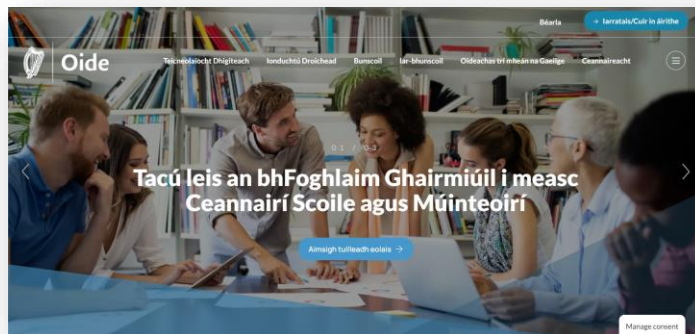 Béarla
→ Iarratais/Cuir in áirithe
Oide
Teicneolaíocht Dhigiteach Ionduchtú Droichead Bunscoil Iar-bhunscoil Oideachas trí mheán na Gaeilge Ceannaireacht
01 / 03
Tacú leis an bhFoghlaim Ghairmiúil i measc
Ceannairí Scoile agus Múinteoirí
Aimsigh tuilleadh eolais →
Manage consent